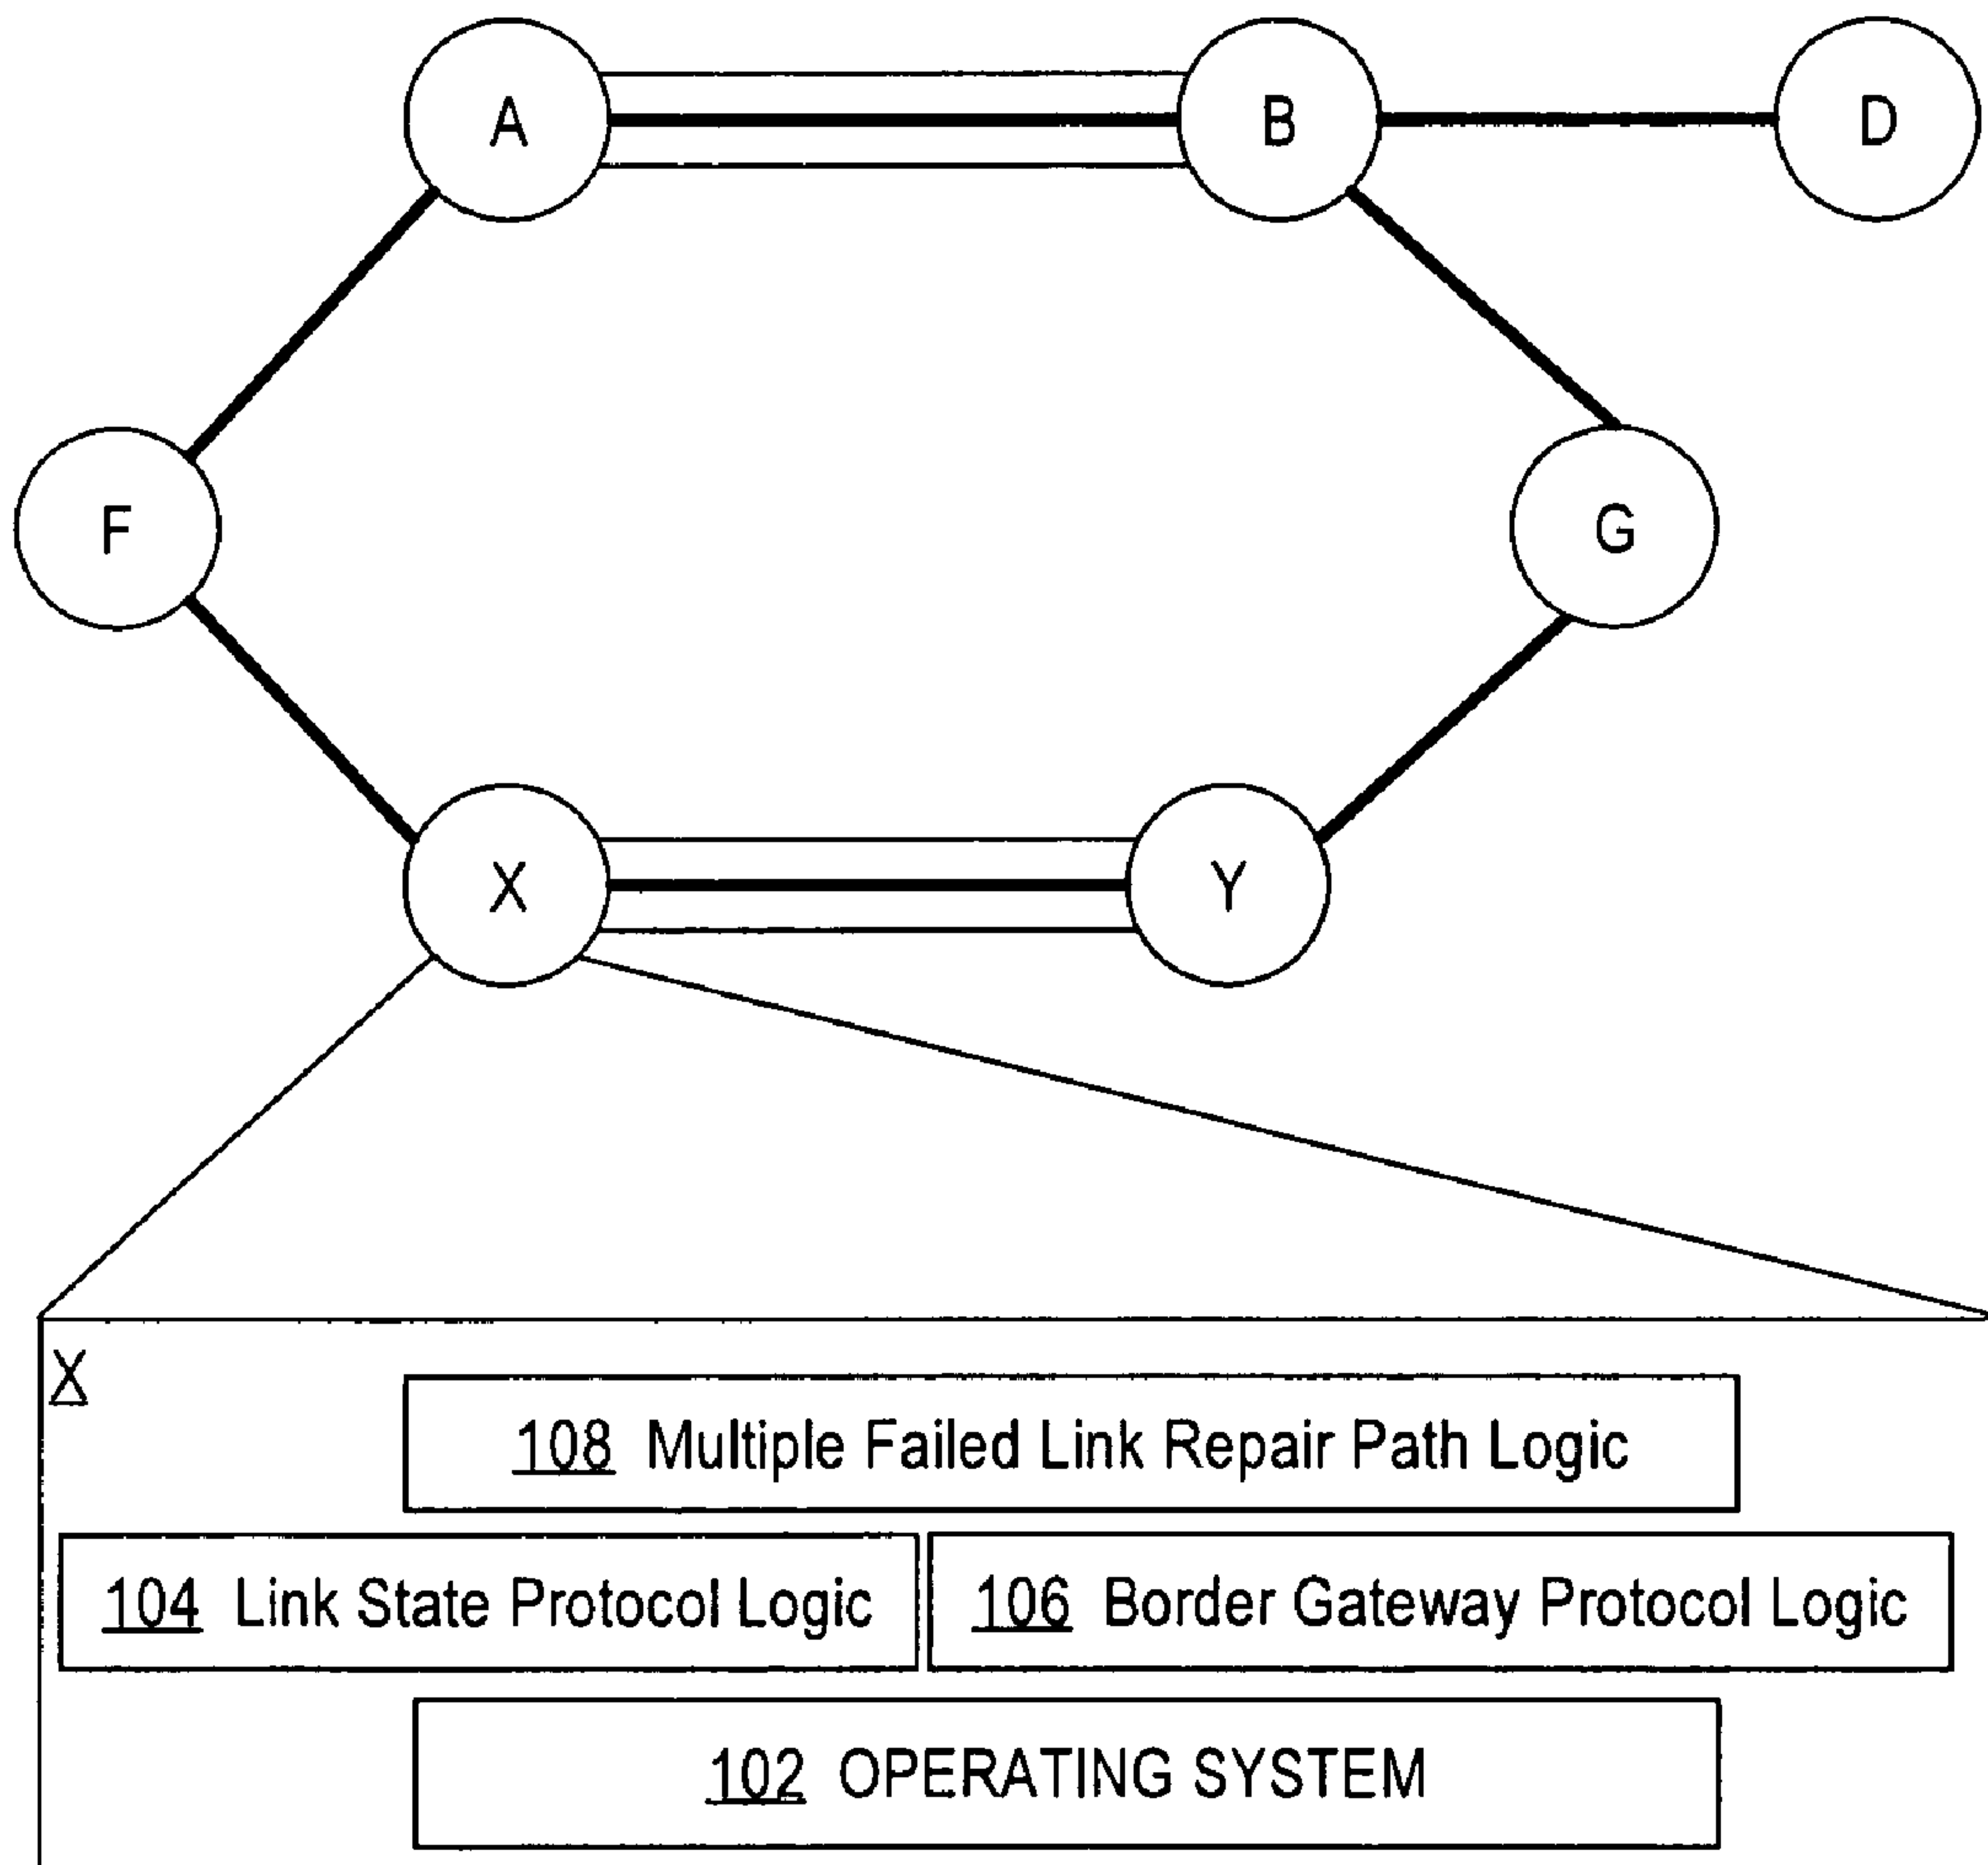 A
B
D
F
G
X
Y
X
108 Multiple Failed Link Repair Path Logic
104 Link State Protocol Logic
106 Border Gateway Protocol Logic
102 OPERATING SYSTEM